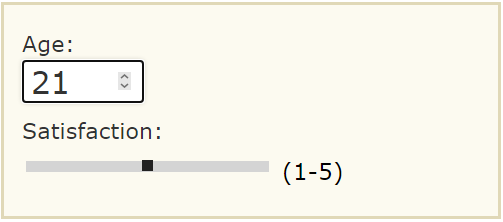 Age:
21
Satisfaction:
(1-5)